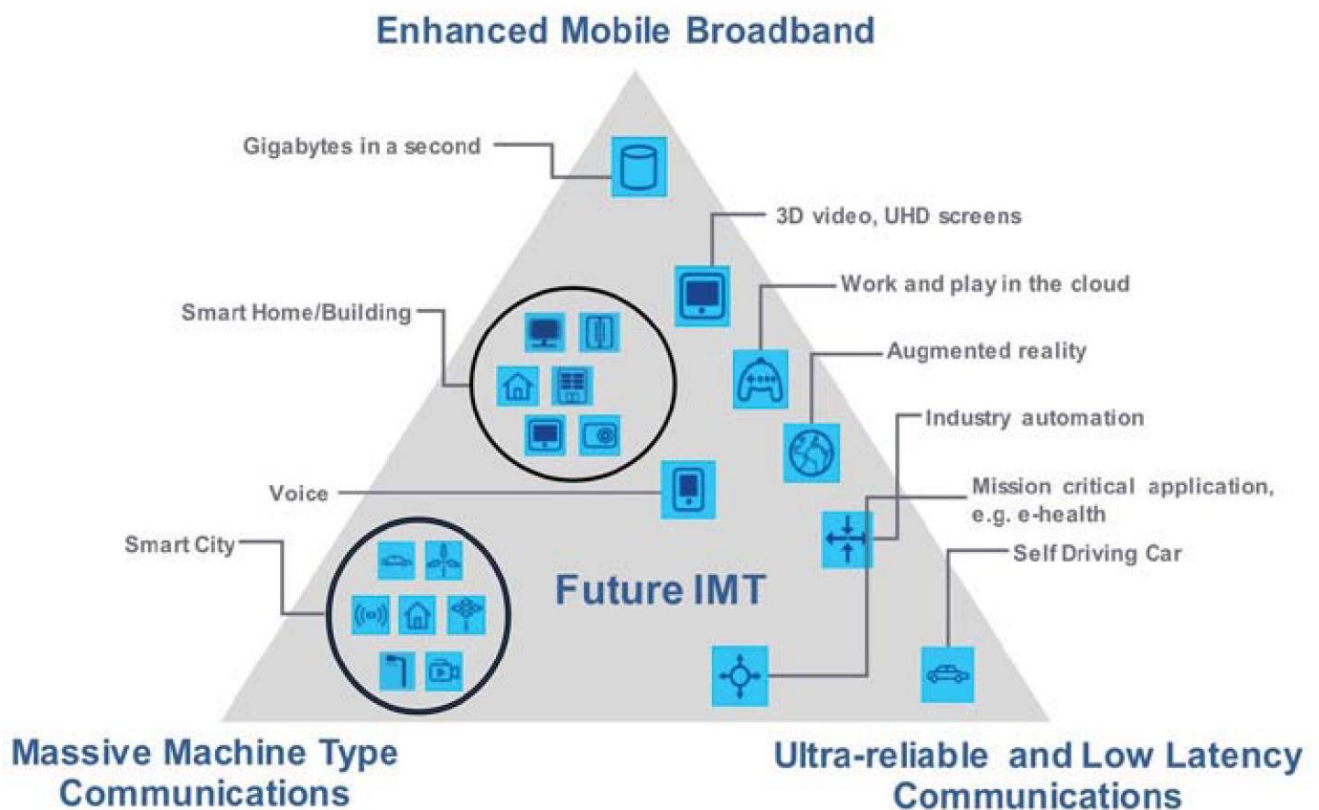 Enhanced Mobile Broadband
Gigabytes in a second
3D video, UHD screens
Work and play in the cloud
Smart Home/Building
Augmented reality
Industry automation
Voice
Mission critical application,
e.g. e-health
Smart City
Self Driving Car
Future IMT
Massive Machine Type
Communications
Ultra-reliable and Low Latency
Communications